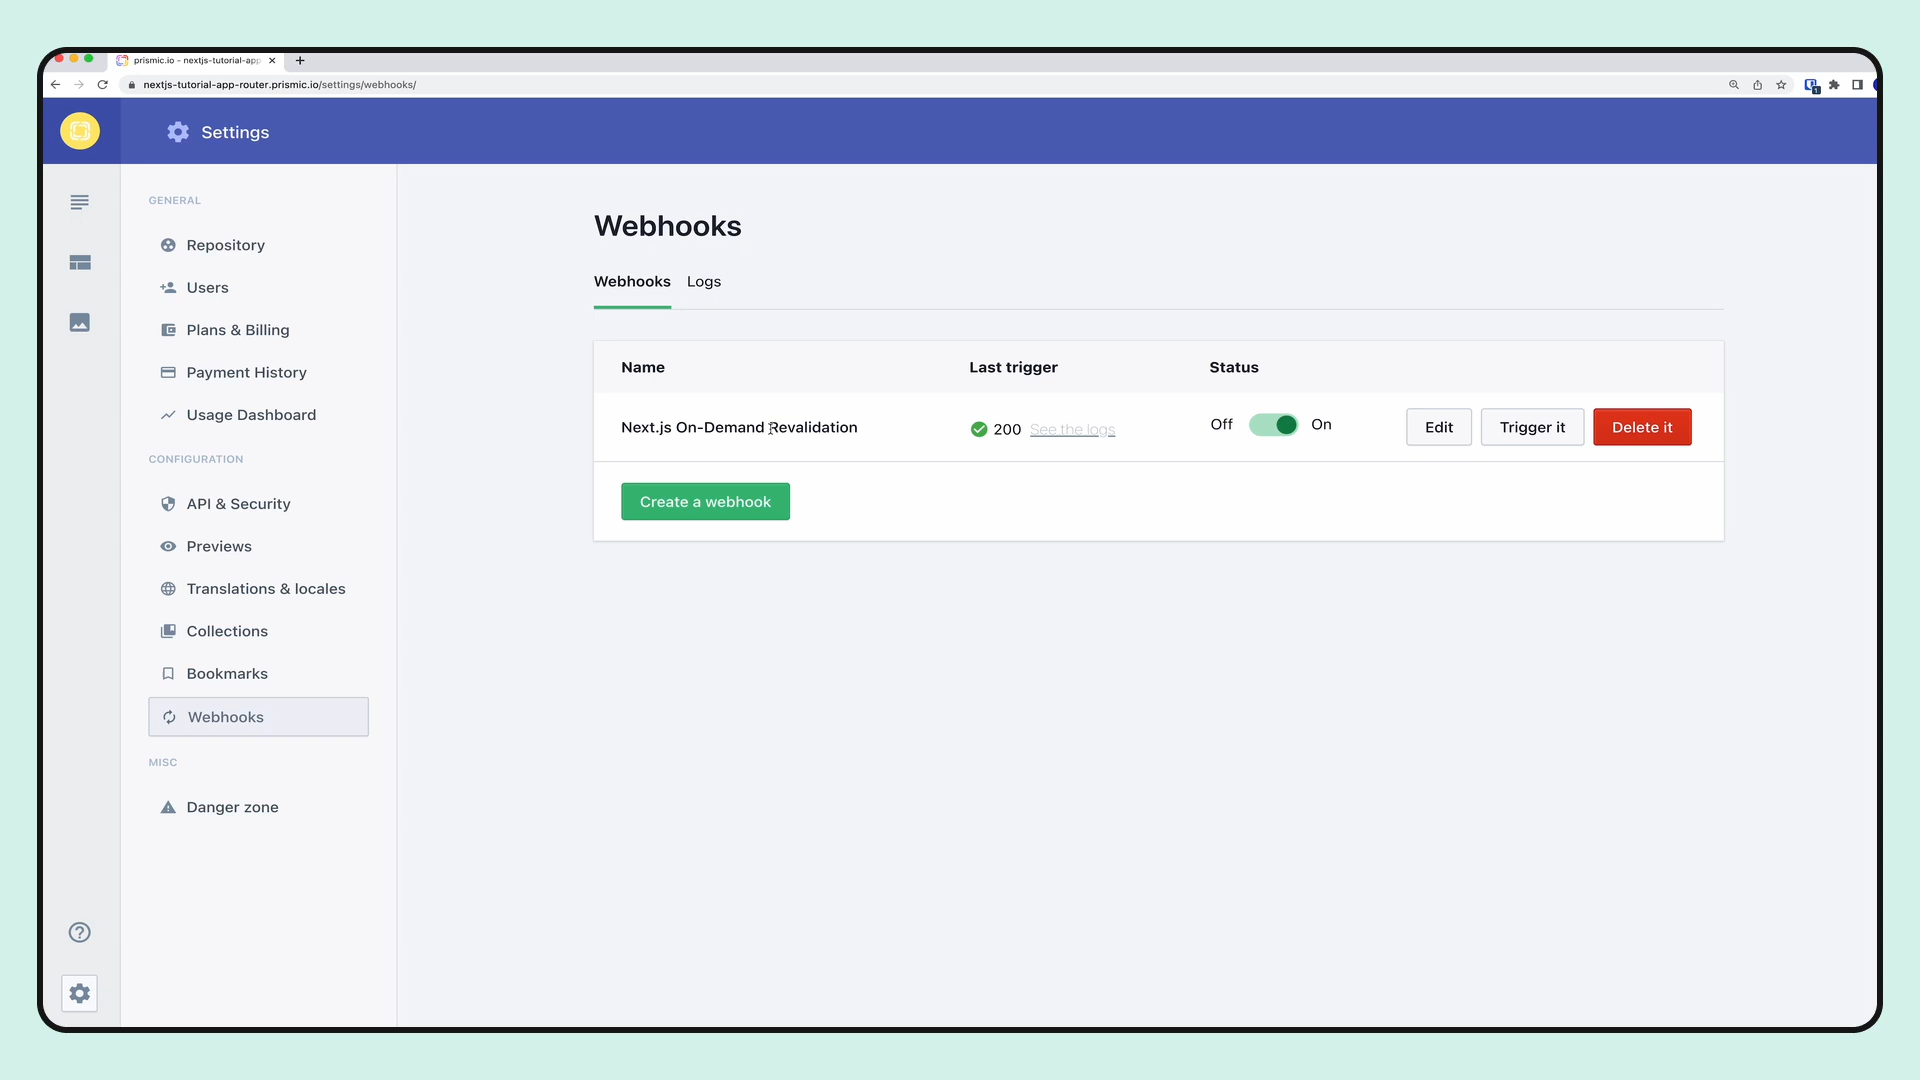 prismic.io - nextjs-tutorial-app
nextjs-tutorial-app-router.prismic.io/settings/webhooks/
1
Settings
GENERAL
Repository
Users
Plans & Billing
Payment History
Usage Dashboard
CONFIGURATION
API & Security
Previews
Translations & locales
Collections
Bookmarks
Webhooks
MISC
Danger zone
Webhooks
Webhooks Logs
Name Last trigger Status
Next.js On-Demand Revalidation 200 See the logs Off On Edit Trigger it Delete it
Create a webhook